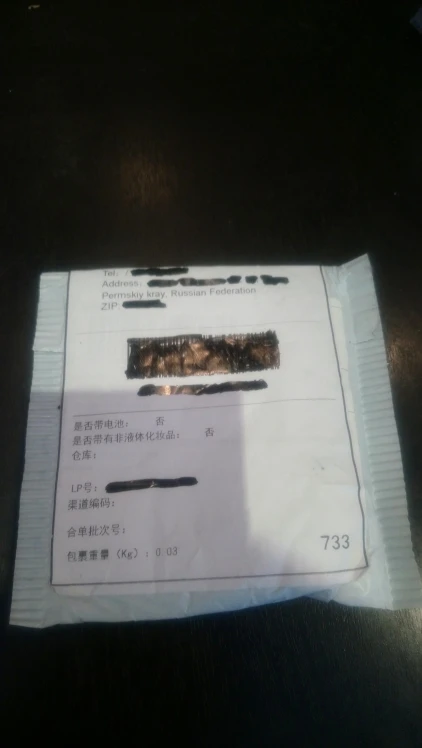 Tel:
Address:
Permskiy kray, Russian Federation
ZIP:
是否带电池: 否
是否带有非液体化妆品: 否
仓库:
LP号:
渠道编码:
合单批次号:
733
包裹重量 (Kg) : 0.03